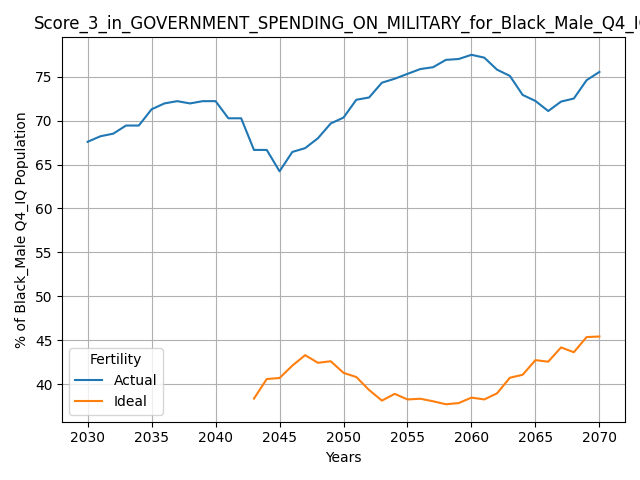 Score_3_in_GOVERNMENT_SPENDING_ON_MILITARY_for_Black_Male_Q4_I
% of Black_Male Q4_IQ Population
75
70
65
60
55
50
45
40
Fertility
Actual
Ideal
2030 2035 2040 2045 2050 2055 2060 2065 2070
Years